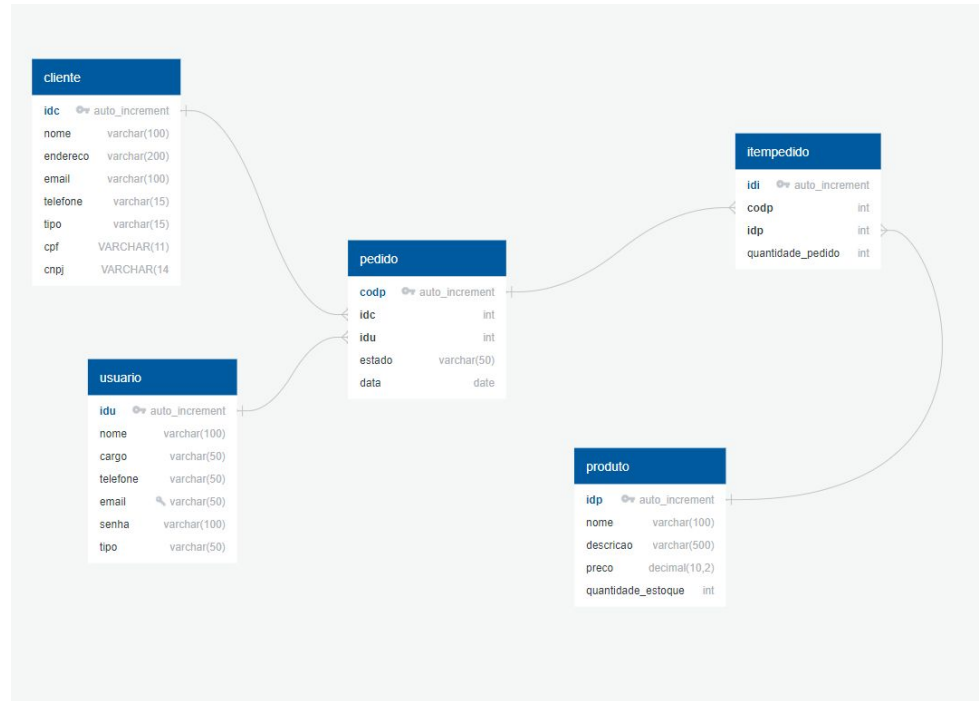 cliente
idc auto_increment
nome varchar(100)
endereco varchar(200)
email varchar(100)
telefone varchar(15)
tipo varchar(15)
cpf VARCHAR(11)
cnpj VARCHAR(14
usuario
idu auto_increment
nome varchar(100)
cargo varchar(50)
telefone varchar(50)
email varchar(50)
senha varchar(100)
tipo varchar(50)
pedido
codp auto_increment
idc int
idu int
estado varchar(50)
data date
itempedido
idi auto_increment
codp int
idp int
quantidade_pedido int
produto
idp auto_increment
nome varchar(100)
descricao varchar(500)
preco decimal(10,2)
quantidade_estoque int